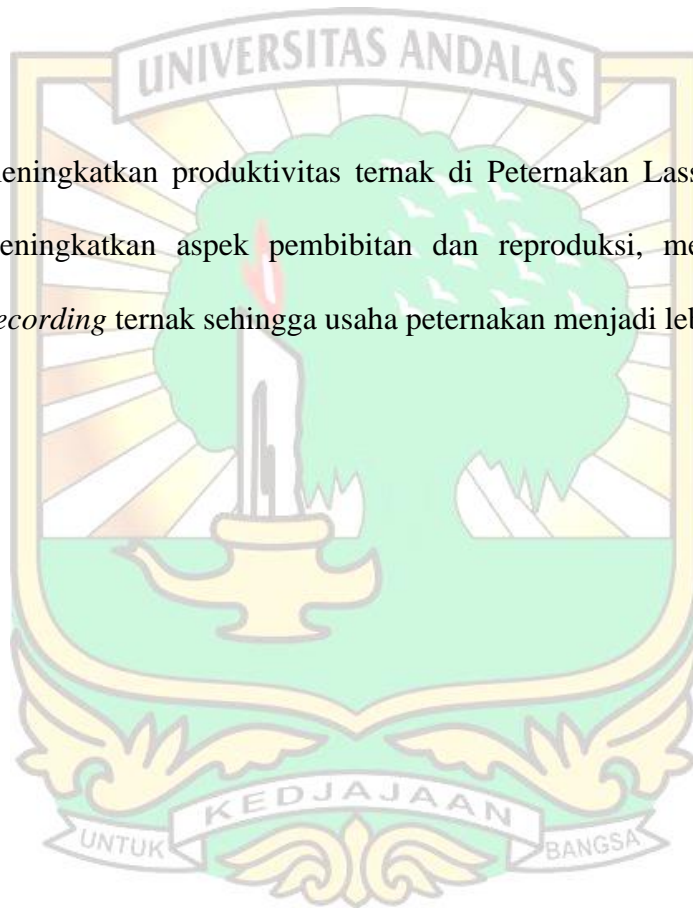 UNIVERSITAS ANDALAS
eningkatkan produktivitas ternak di Peternakan Lass
eningkatkan aspek pembibitan dan reproduksi, me
ecording ternak sehingga usaha peternakan menjadi leb
KEDJAJAAN
UNTUK BANGSA